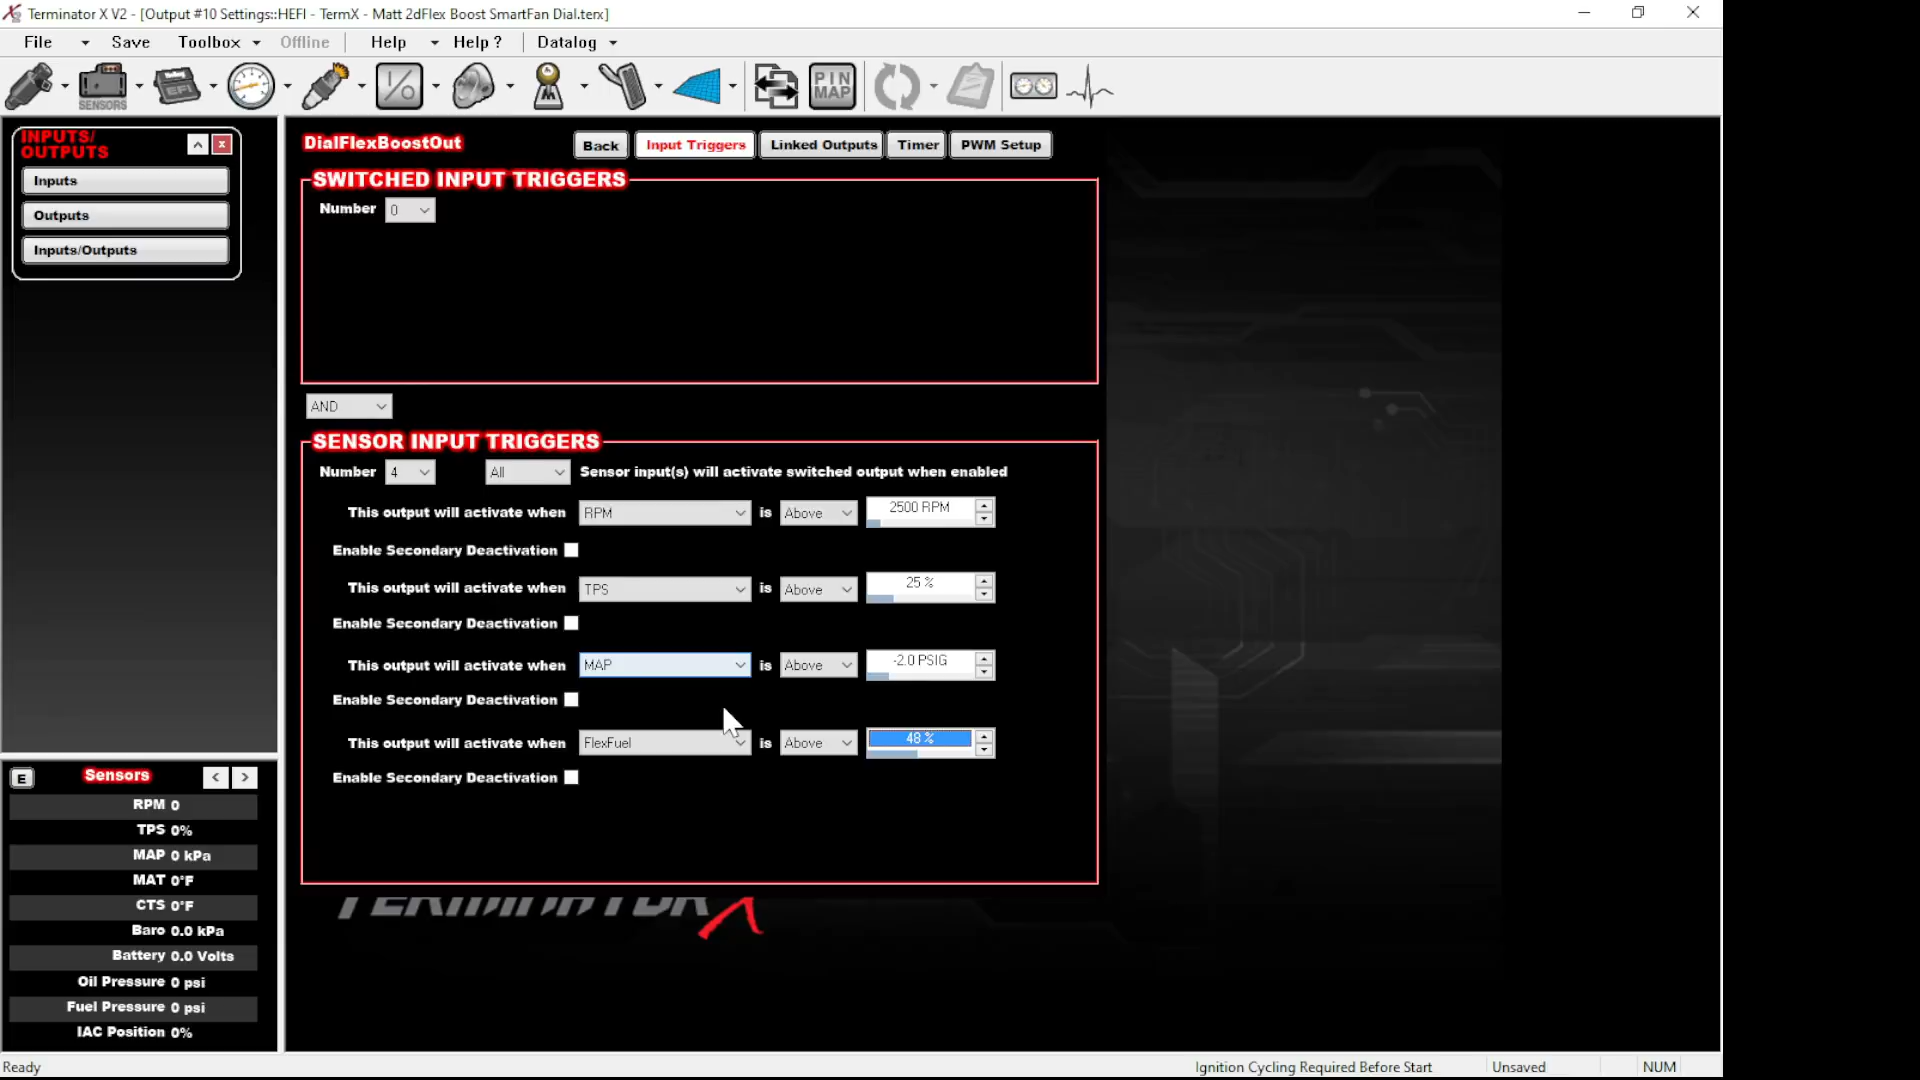 Terminator X V2 - [Output #10 Settings::HEFI - TermX - Matt 2dFlex Boost SmartFan Dial.terx]
File Save Toolbox Offline Help Help ? Datalog
SENSORS EFI I/O PIN MAP
INPUTS/
OUTPUTS
Inputs
Outputs
Inputs/Outputs
DialFlexBoostOut Back Input Triggers Linked Outputs Timer PWM Setup
SWITCHED INPUT TRIGGERS
Number 0
AND
SENSOR INPUT TRIGGERS
Number 4 All Sensor input(s) will activate switched output when enabled
This output will activate when RPM is Above 2500 RPM
Enable Secondary Deactivation
This output will activate when TPS is Above 25 %
Enable Secondary Deactivation
This output will activate when MAP is Above -2.0 PSIG
Enable Secondary Deactivation
This output will activate when FlexFuel is Above 48 %
Enable Secondary Deactivation
TERMINATOR X
E Sensors < >
RPM 0
TPS 0%
MAP 0 kPa
MAT 0°F
CTS 0°F
Baro 0.0 kPa
Battery 0.0 Volts
Oil Pressure 0 psi
Fuel Pressure 0 psi
IAC Position 0%
Ready Ignition Cycling Required Before Start Unsaved NUM